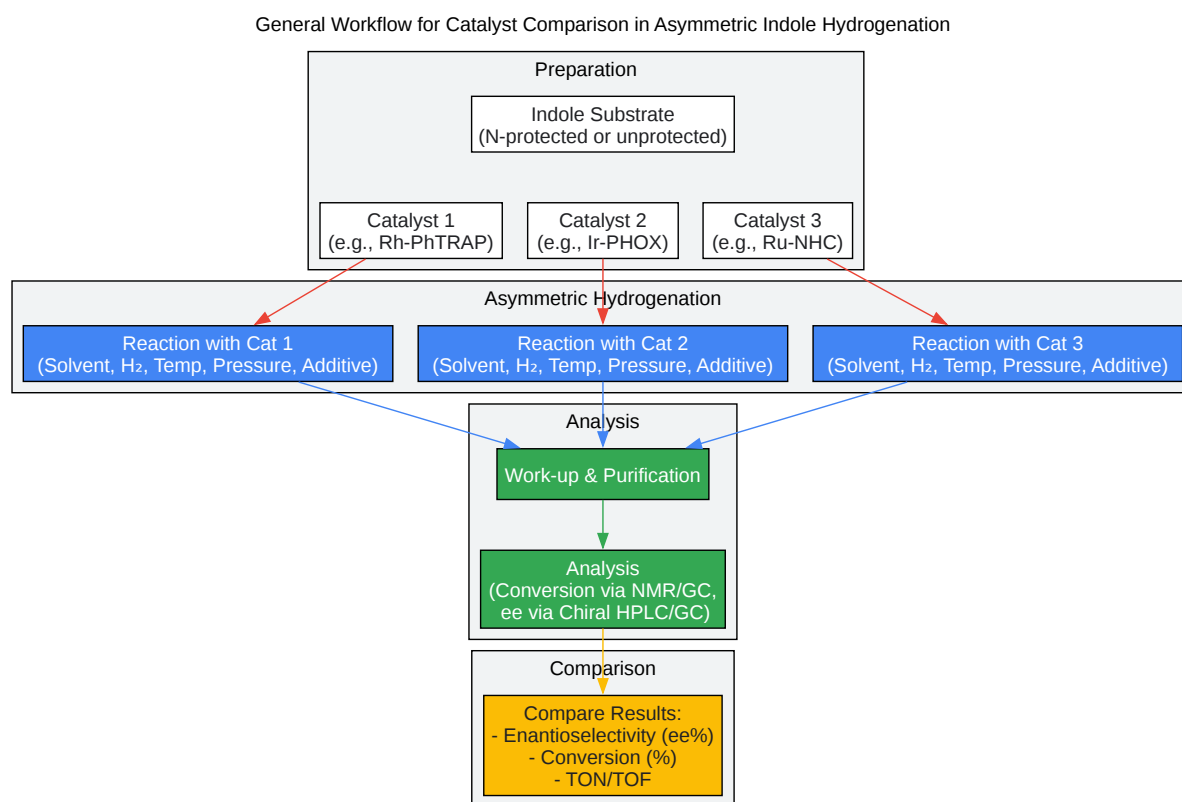 General Workflow for Catalyst Comparison in Asymmetric Indole Hydrogenation
Preparation
Indole Substrate
(N-protected or unprotected)
Catalyst 1
(e.g., Rh-PhTRAP)
Catalyst 2
(e.g., Ir-PHOX)
Catalyst 3
(e.g., Ru-NHC)
Asymmetric Hydrogenation
Reaction with Cat 1
(Solvent, H₂, Temp, Pressure, Additive)
Reaction with Cat 2
(Solvent, H₂, Temp, Pressure, Additive)
Reaction with Cat 3
(Solvent, H₂, Temp, Pressure, Additive)
Analysis
Work-up & Purification
Analysis
(Conversion via NMR/GC,
ee via Chiral HPLC/GC)
Comparison
Compare Results:
- Enantioselectivity (ee%)
- Conversion (%)
- TON/TOF